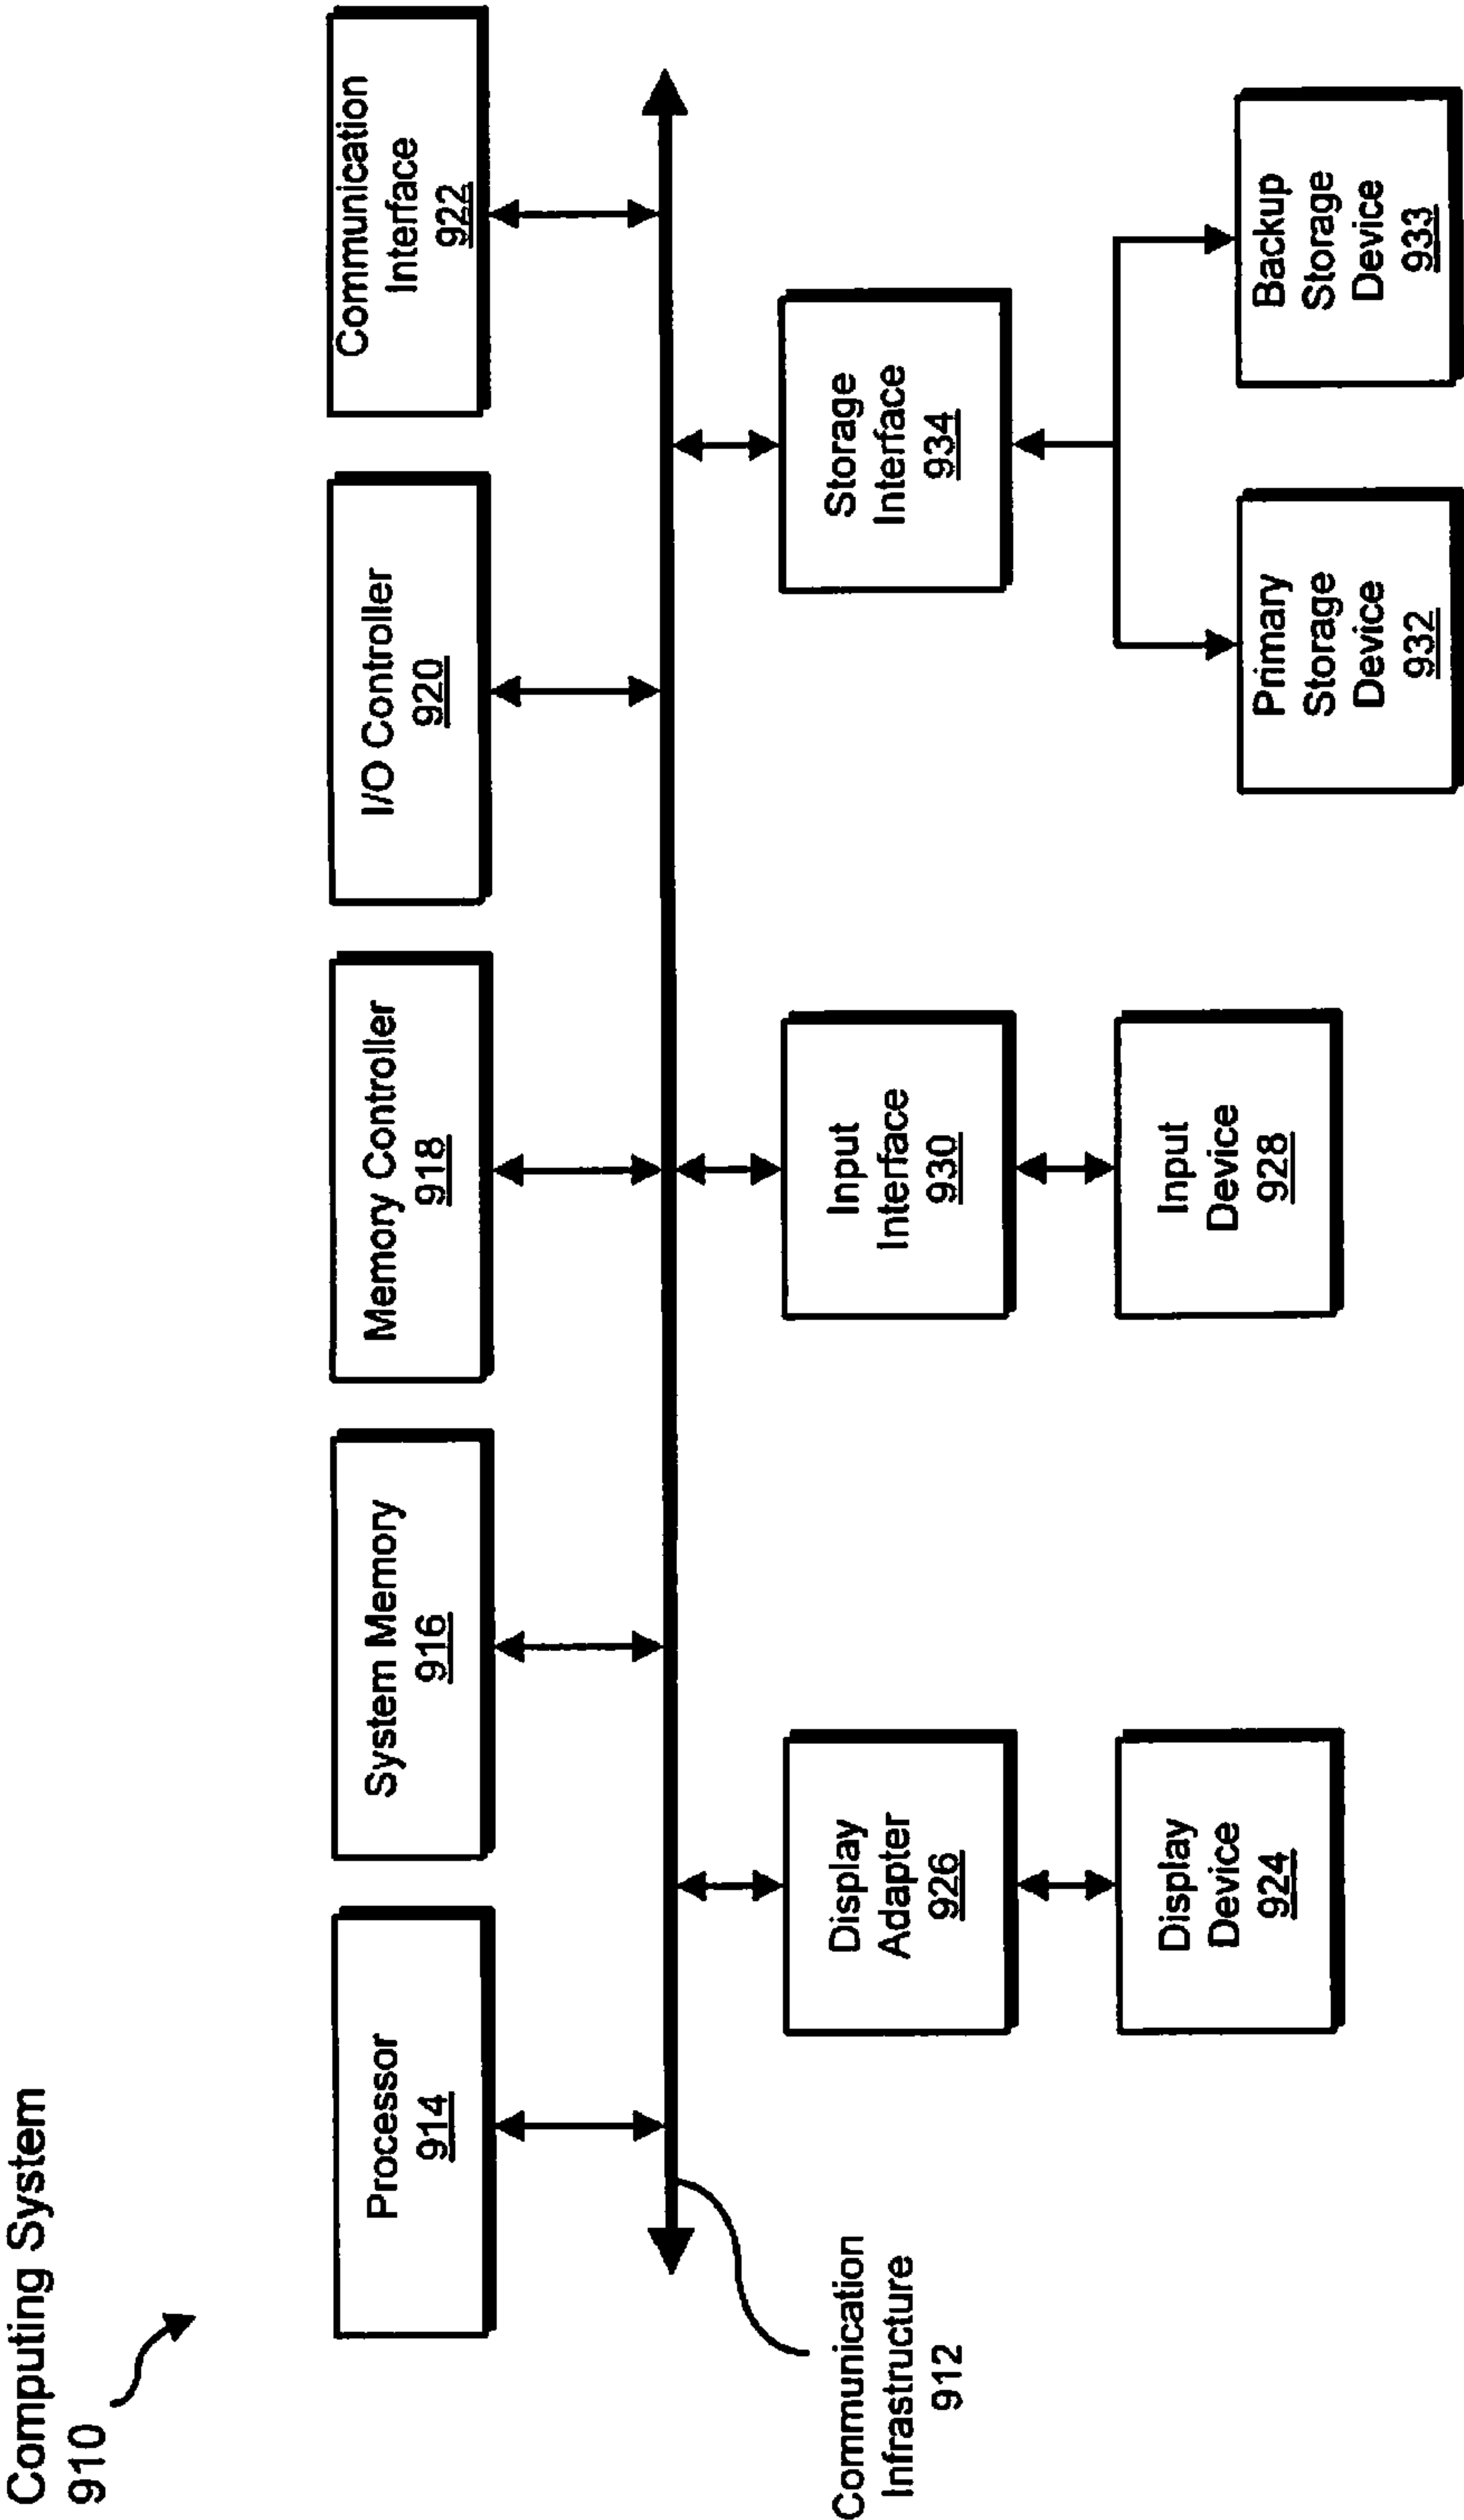 Computing System
910
Processor
914
System Memory
916
Memory Controller
918
I/O Controller
920
Communication
Interface
922
Communication
Infrastructure
912
Display
Adapter
926
Input
Interface
930
Storage
Interface
934
Display
Device
924
Input
Device
928
Primary
Storage
Device
932
Backup
Storage
Device
933